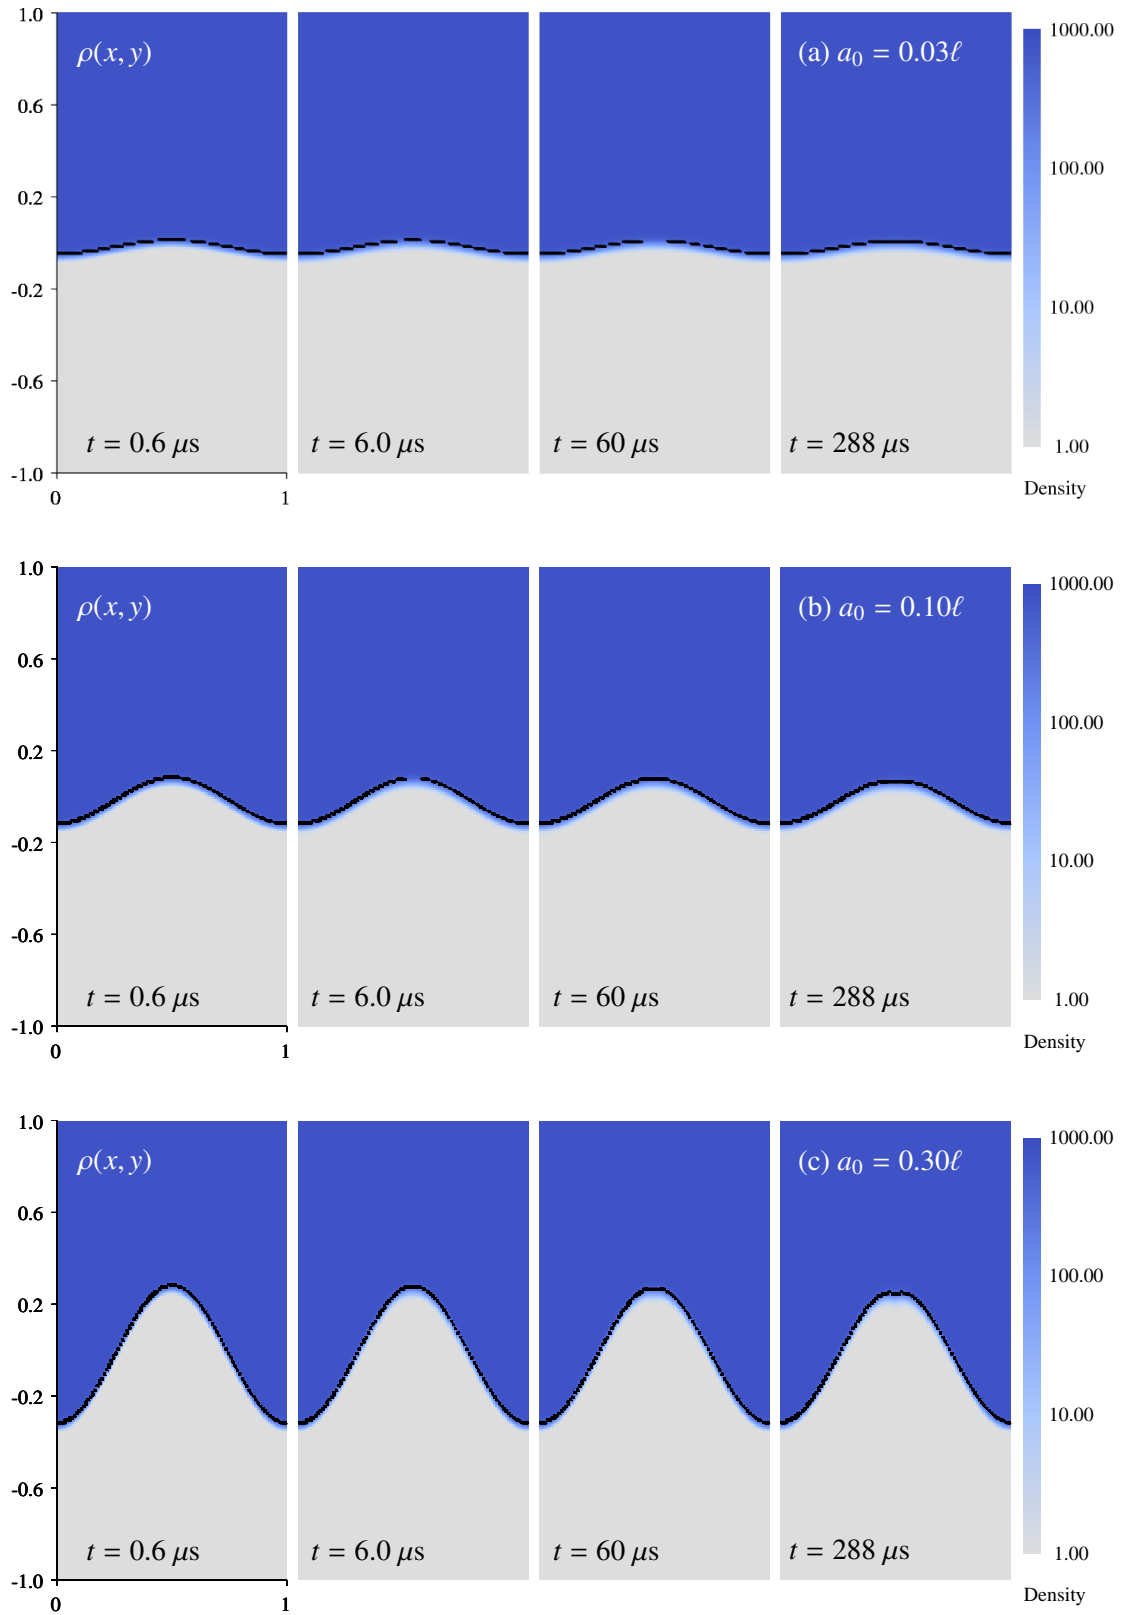 1.0
ρ(x, y)
(a) a₀ = 0.03ℓ
1000.00
0.6
100.00
0.2
-0.2
10.00
-0.6
t = 0.6 μs
t = 6.0 μs
t = 60 μs
t = 288 μs
1.00
-1.0
Density
0
1
1.0
ρ(x, y)
(b) a₀ = 0.10ℓ
1000.00
0.6
100.00
0.2
-0.2
10.00
-0.6
t = 0.6 μs
t = 6.0 μs
t = 60 μs
t = 288 μs
1.00
-1.0
Density
0
1
1.0
ρ(x, y)
(c) a₀ = 0.30ℓ
1000.00
0.6
100.00
0.2
-0.2
10.00
-0.6
t = 0.6 μs
t = 6.0 μs
t = 60 μs
t = 288 μs
1.00
-1.0
Density
0
1